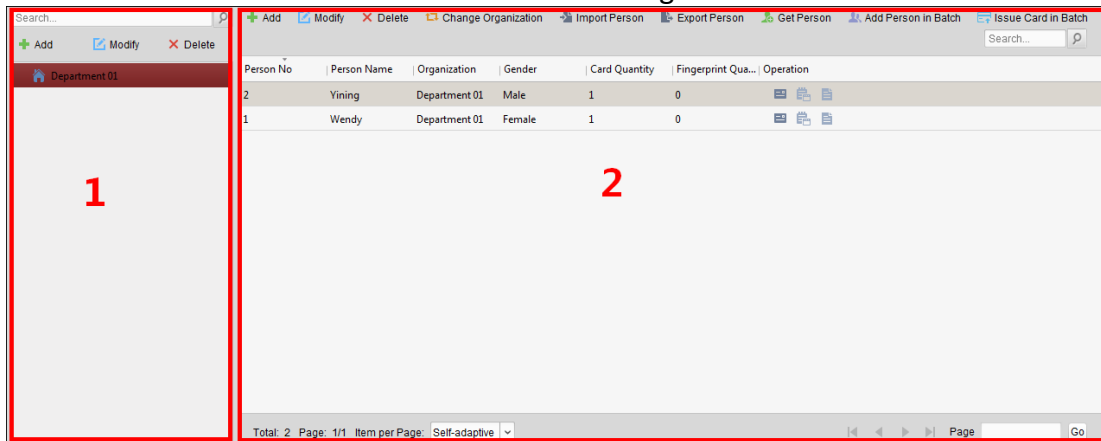 Search...
Add Modify Delete
Department 01
1
Add Modify Delete Change Organization Import Person Export Person Get Person Add Person in Batch Issue Card in Batch
Search...
Person No Person Name Organization Gender Card Quantity Fingerprint Qua... Operation
2 Yining Department 01 Male 1 0
1 Wendy Department 01 Female 1 0
2
Total: 2 Page: 1/1 Item per Page: Self-adaptive Page Go